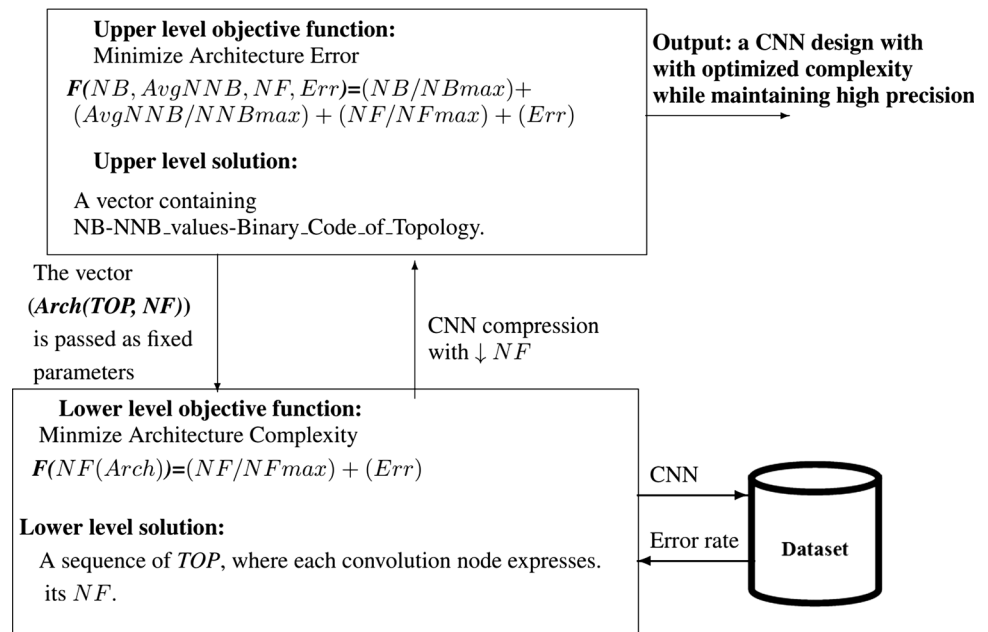 Upper level objective function:
Minimize Architecture Error
F(NB, AvgNNB, NF, Err)=(NB/NBmax)+
(AvgNNB/NNBmax) + (NF/NFmax) + (Err)
Upper level solution:
A vector containing
NB-NNB_values-Binary_Code_of_Topology.
Output: a CNN design with
with optimized complexity
while maintaining high precision
The vector
(Arch(TOP, NF))
is passed as fixed
parameters
CNN compression
with ↓ NF
Lower level objective function:
Minmize Architecture Complexity
F(NF(Arch))=(NF/NFmax) + (Err)
Lower level solution:
A sequence of TOP, where each convolution node expresses.
its NF.
CNN
Error rate
Dataset